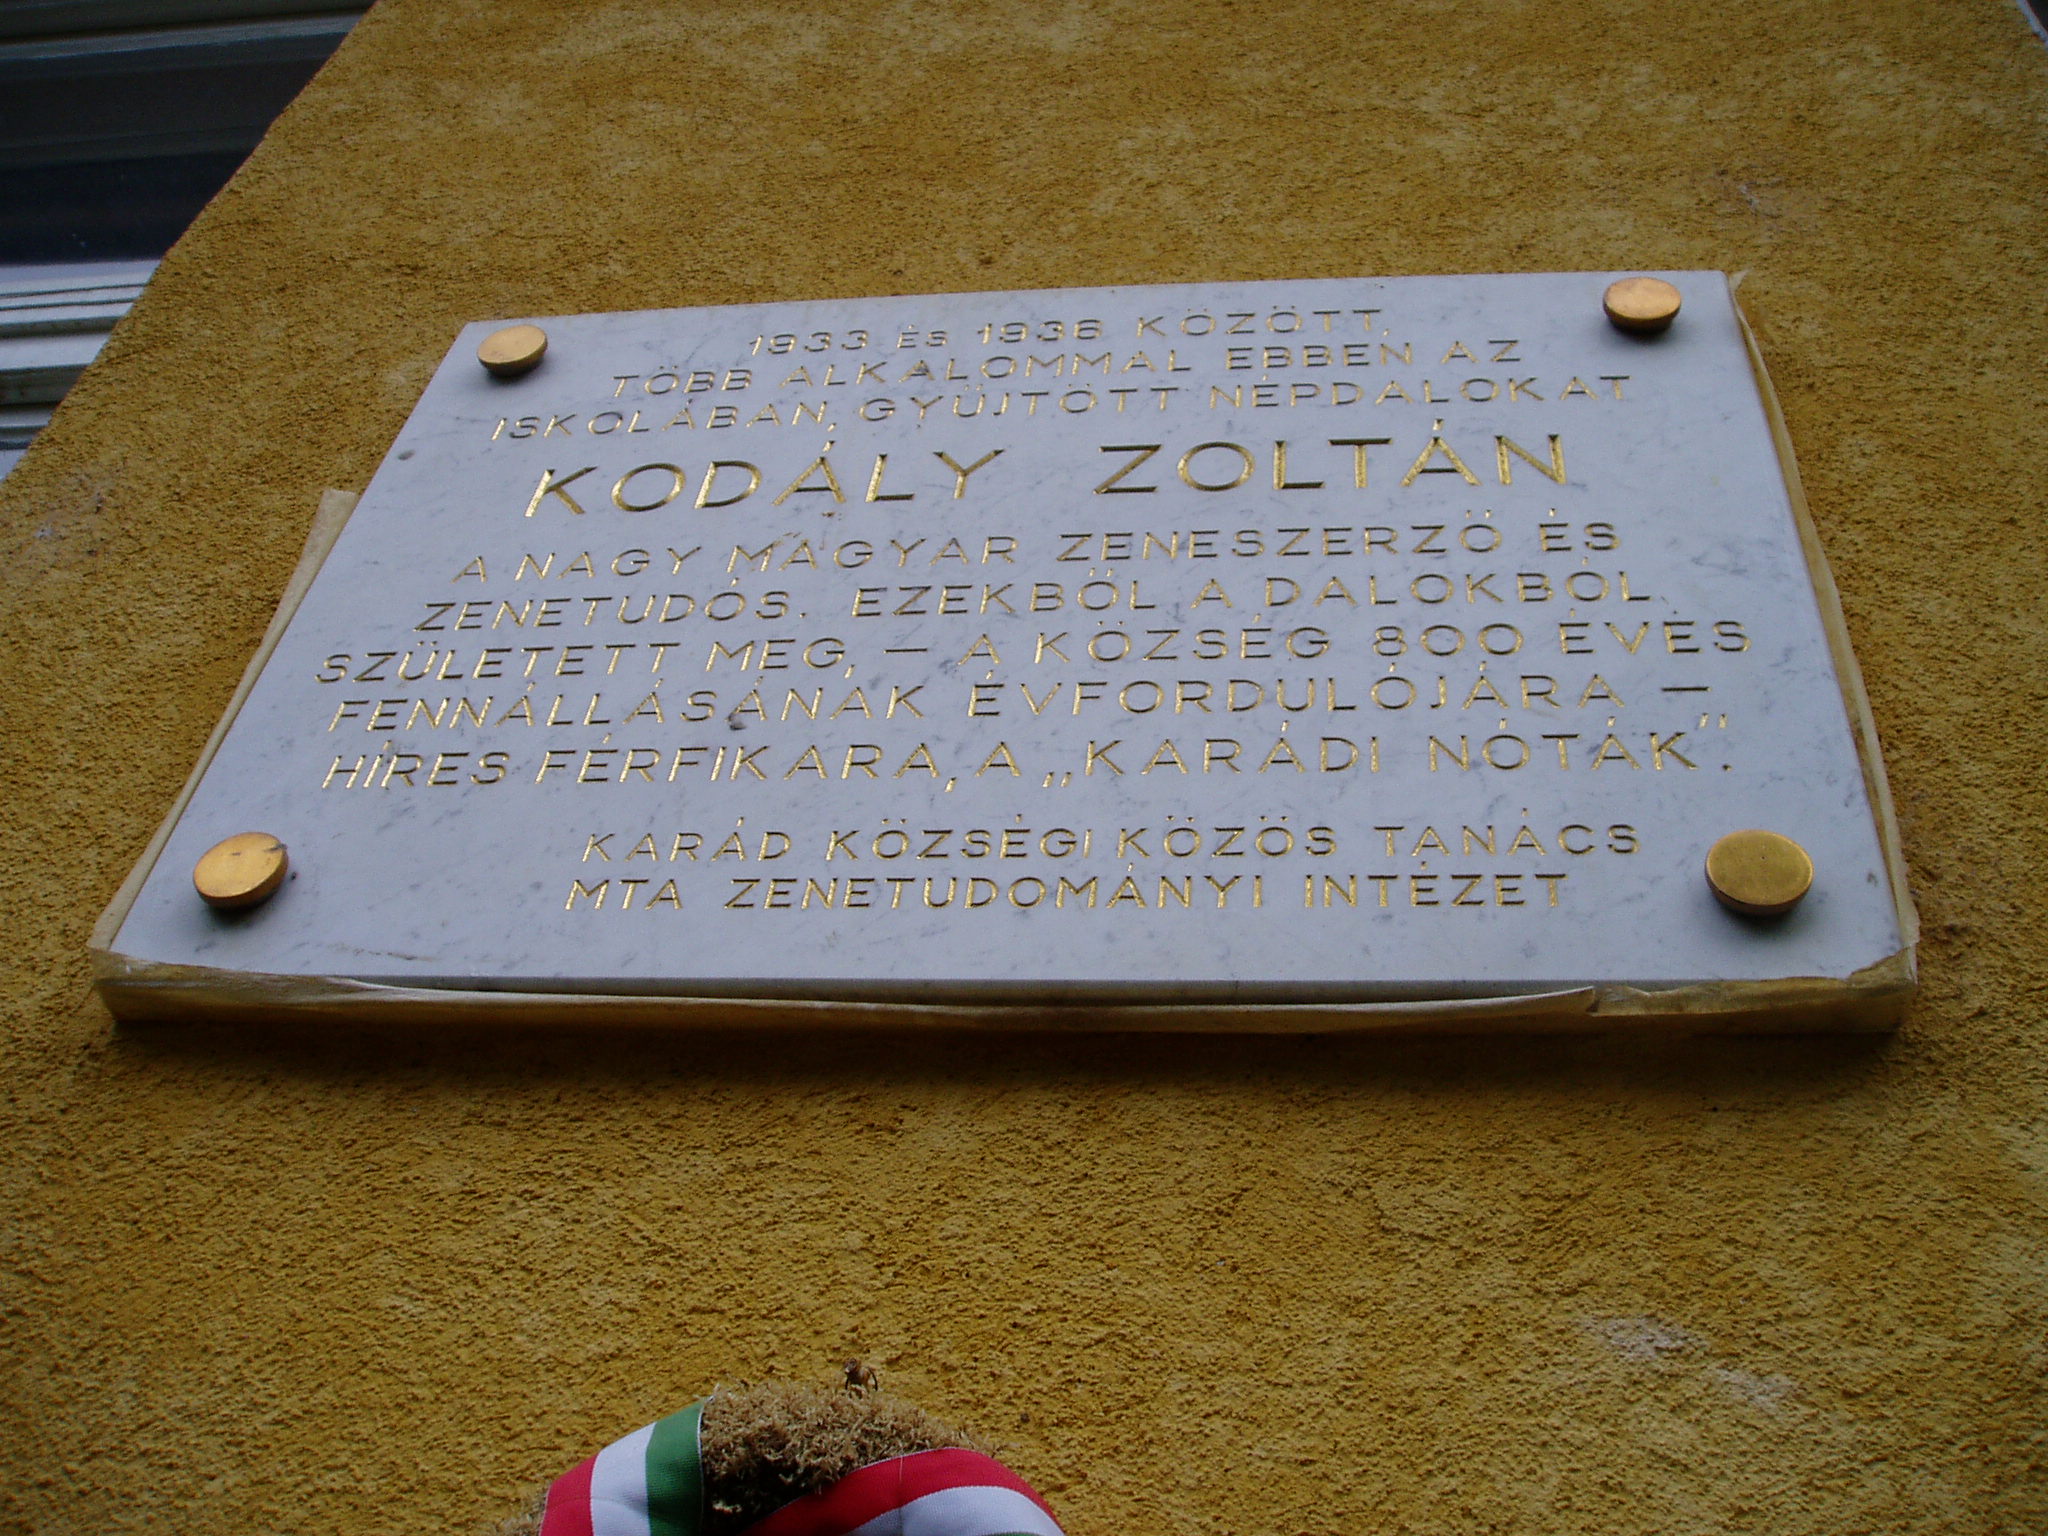 1933 ÉS 1938 KÖZÖTT,
TÖBB ALKALOMMAL EBBEN AZ
ISKOLÁBAN, GYÜJTÖTT NÉPDALOKAT
KODÁLY ZOLTÁN
A NAGY MAGYAR ZENESZERZŐ ÉS
ZENETUDÓS. EZEKBŐL A DALOKBÓL
SZÜLETETT MEG, – A KÖZSÉG 800 ÉVES
FENNÁLLÁSÁNAK ÉVFORDULÓJÁRA –
HÍRES FÉRFIKARA, A „KARÁDI NÓTÁK”.
KARÁD KÖZSÉGI KÖZÖS TANÁCS
MTA ZENETUDOMÁNYI INTÉZET